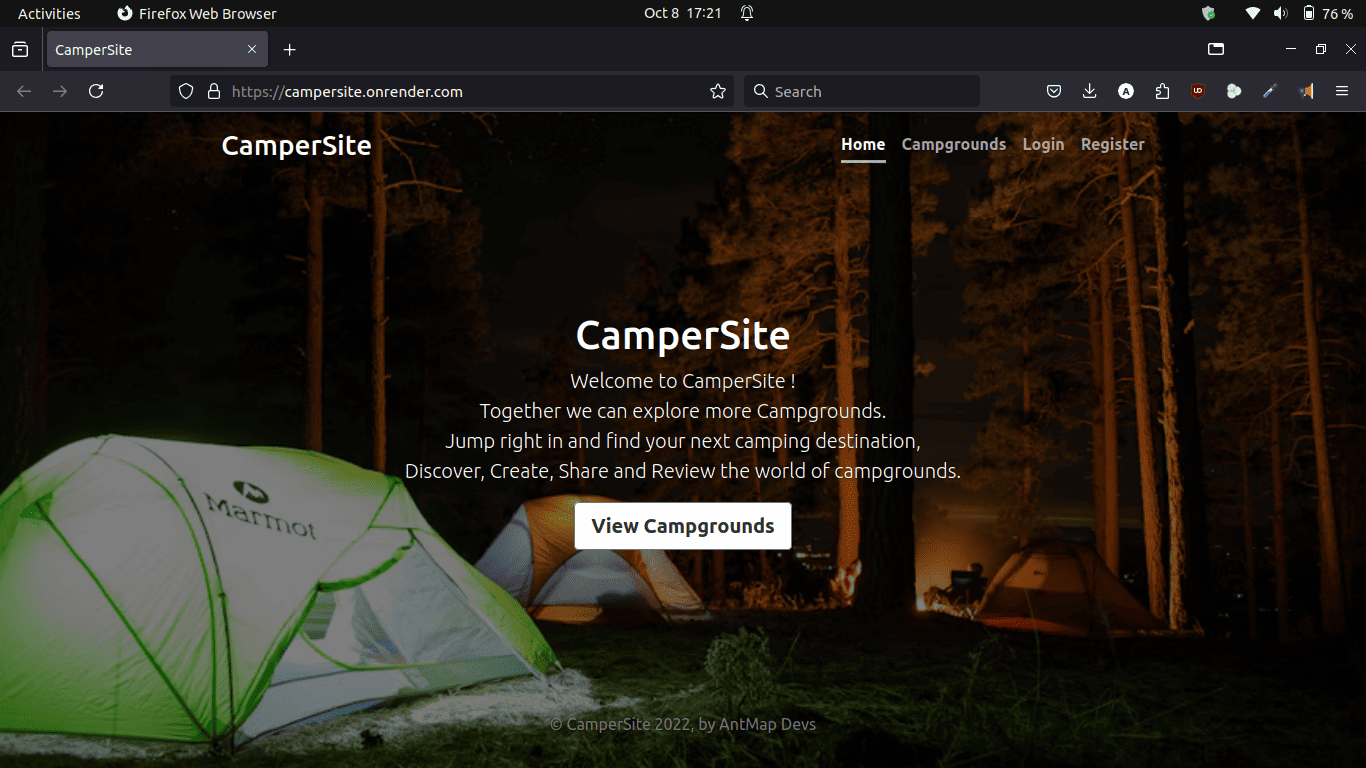 Activities Firefox Web Browser Oct 8 17:21 76 %
CamperSite
https://campersite.onrender.com Search
CamperSite Home Campgrounds Login Register
CamperSite
Welcome to CamperSite !
Together we can explore more Campgrounds.
Jump right in and find your next camping destination,
Discover, Create, Share and Review the world of campgrounds.
Marmot
View Campgrounds
© CamperSite 2022, by AntMap Devs